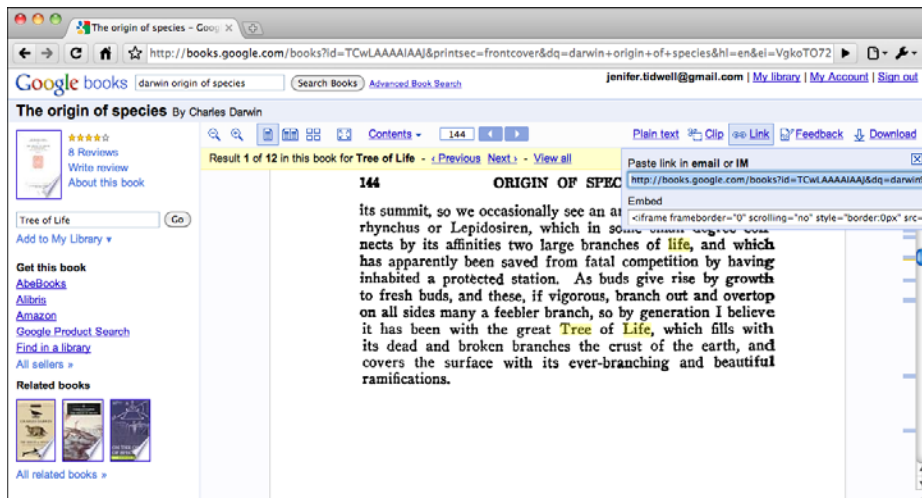 The origin of species - Goog
http://books.google.com/books?id=TCwLAAAAIAAJ&printsec=frontcover&dq=darwin+origin+of+species&hl=en&ei=VgkoTO72
Google books darwin origin of species Search Books Advanced Book Search
jenifer.tidwell@gmail.com | My library | My Account | Sign out
The origin of species By Charles Darwin
8 Reviews
Write review
About this book
Tree of Life Go
Add to My Library ▾
Get this book
AbeBooks
Alibris
Amazon
Google Product Search
Find in a library
All sellers »
Related books
All related books »
Contents ▾ 144 Plain text Clip Link Feedback Download
Result 1 of 12 in this book for Tree of Life - ‹ Previous Next › - View all
Paste link in email or IM
http://books.google.com/books?id=TCwLAAAAIAAJ&dq=darwin
Embed
<iframe frameborder="0" scrolling="no" style="border:0px" src=
144 ORIGIN OF SPEC
its summit, so we occasionally see an
rhynchus or Lepidosiren, which in some small degree con-
nects by its affinities two large branches of life, and which
has apparently been saved from fatal competition by having
inhabited a protected station. As buds give rise by growth
to fresh buds, and these, if vigorous, branch out and overtop
on all sides many a feebler branch, so by generation I believe
it has been with the great Tree of Life, which fills with
its dead and broken branches the crust of the earth, and
covers the surface with its ever-branching and beautiful
ramifications.